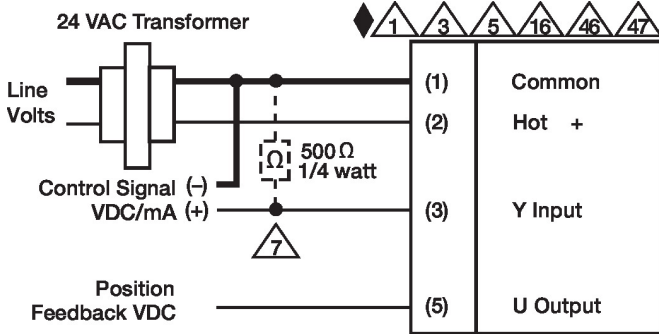 24 VAC Transformer
1 3 5 16 46 47
Line
Volts
(1) Common
(2) Hot +
Ω 500 Ω
1/4 watt
Control Signal (–)
VDC/mA (+)
(3) Y Input
7
Position
Feedback VDC
(5) U Output